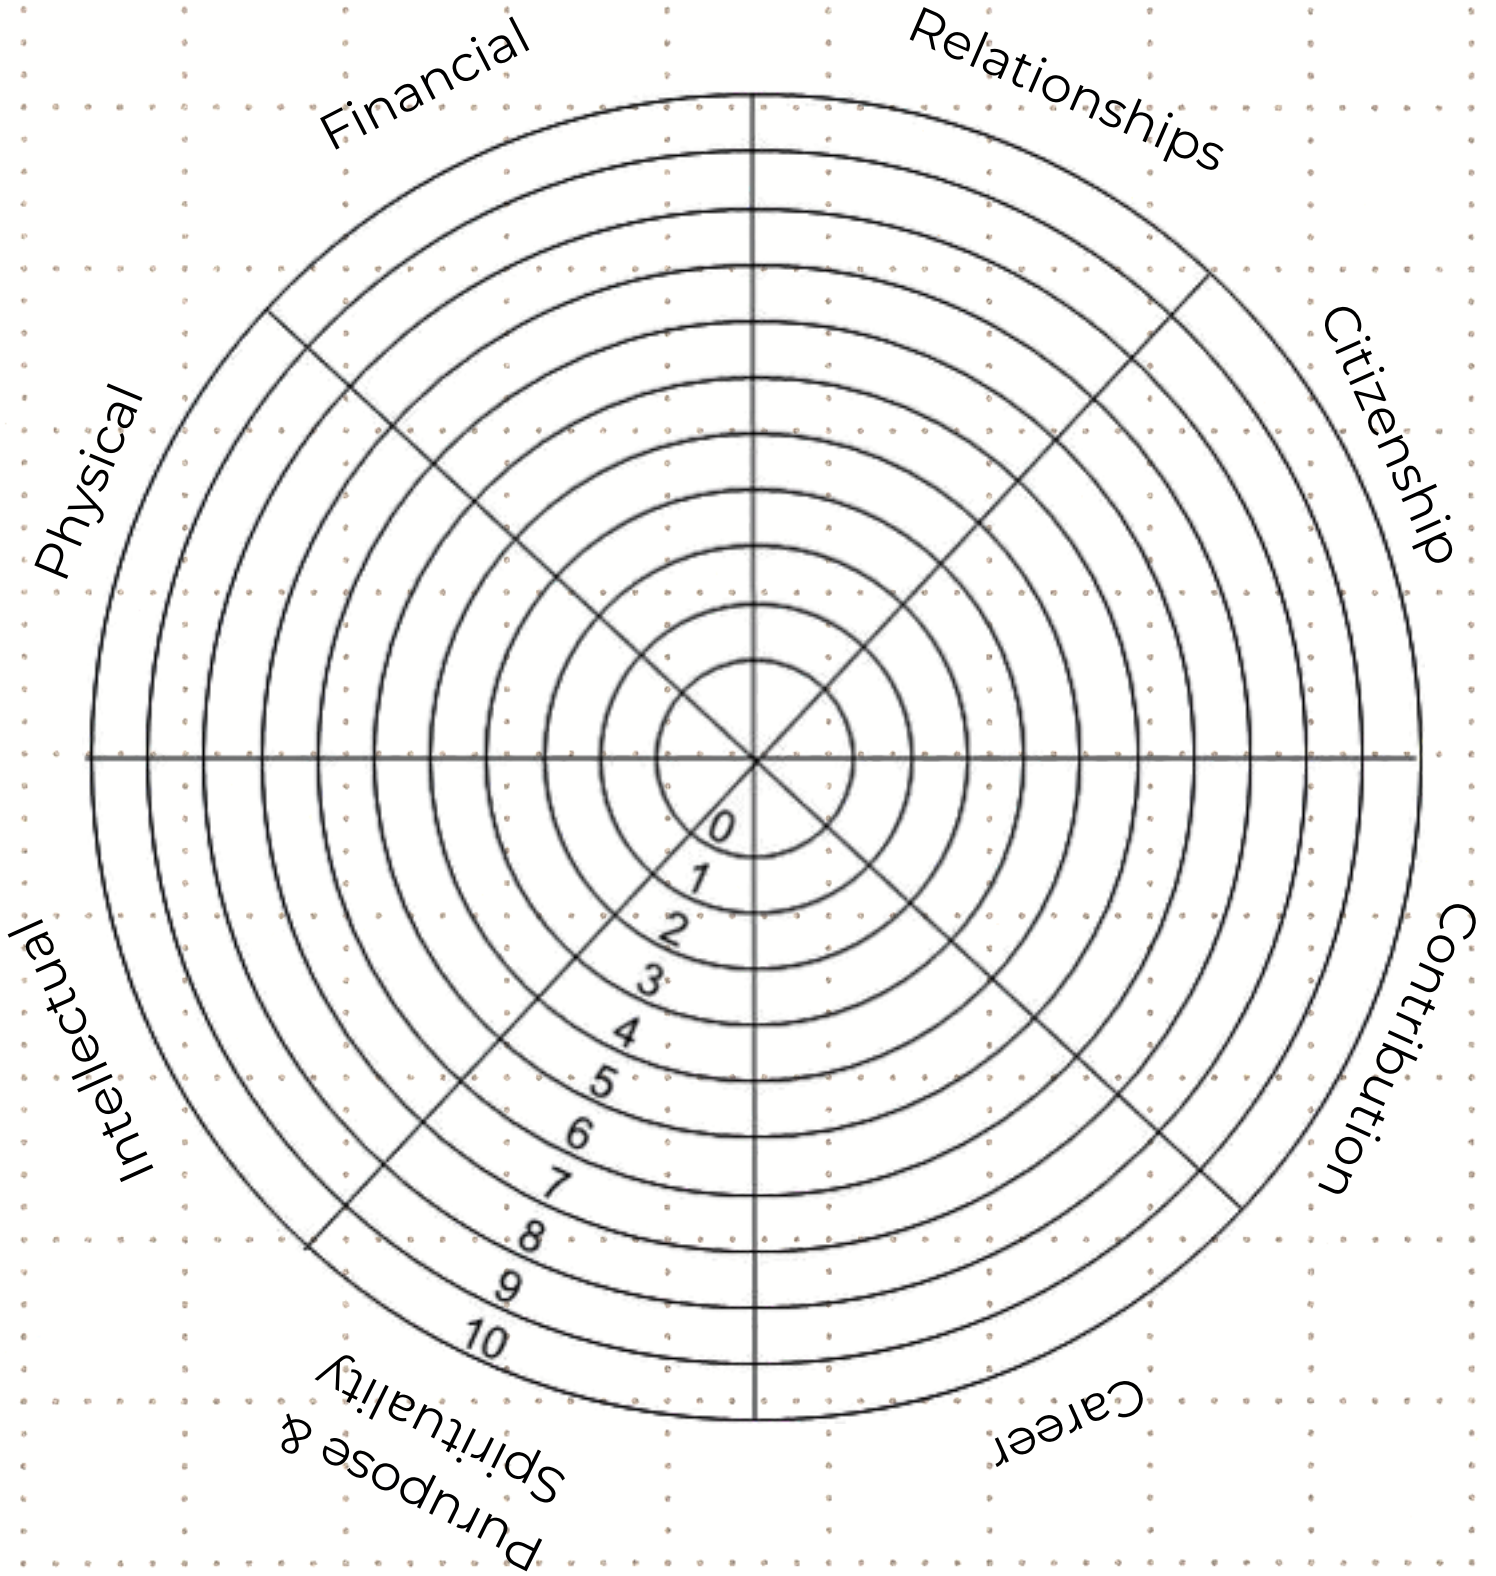 Financial
Relationships
Citizenship
Contribution
Career
Purupose &
Spirituality
Intellectual
Physical
0
1
2
3
4
5
6
7
8
9
10